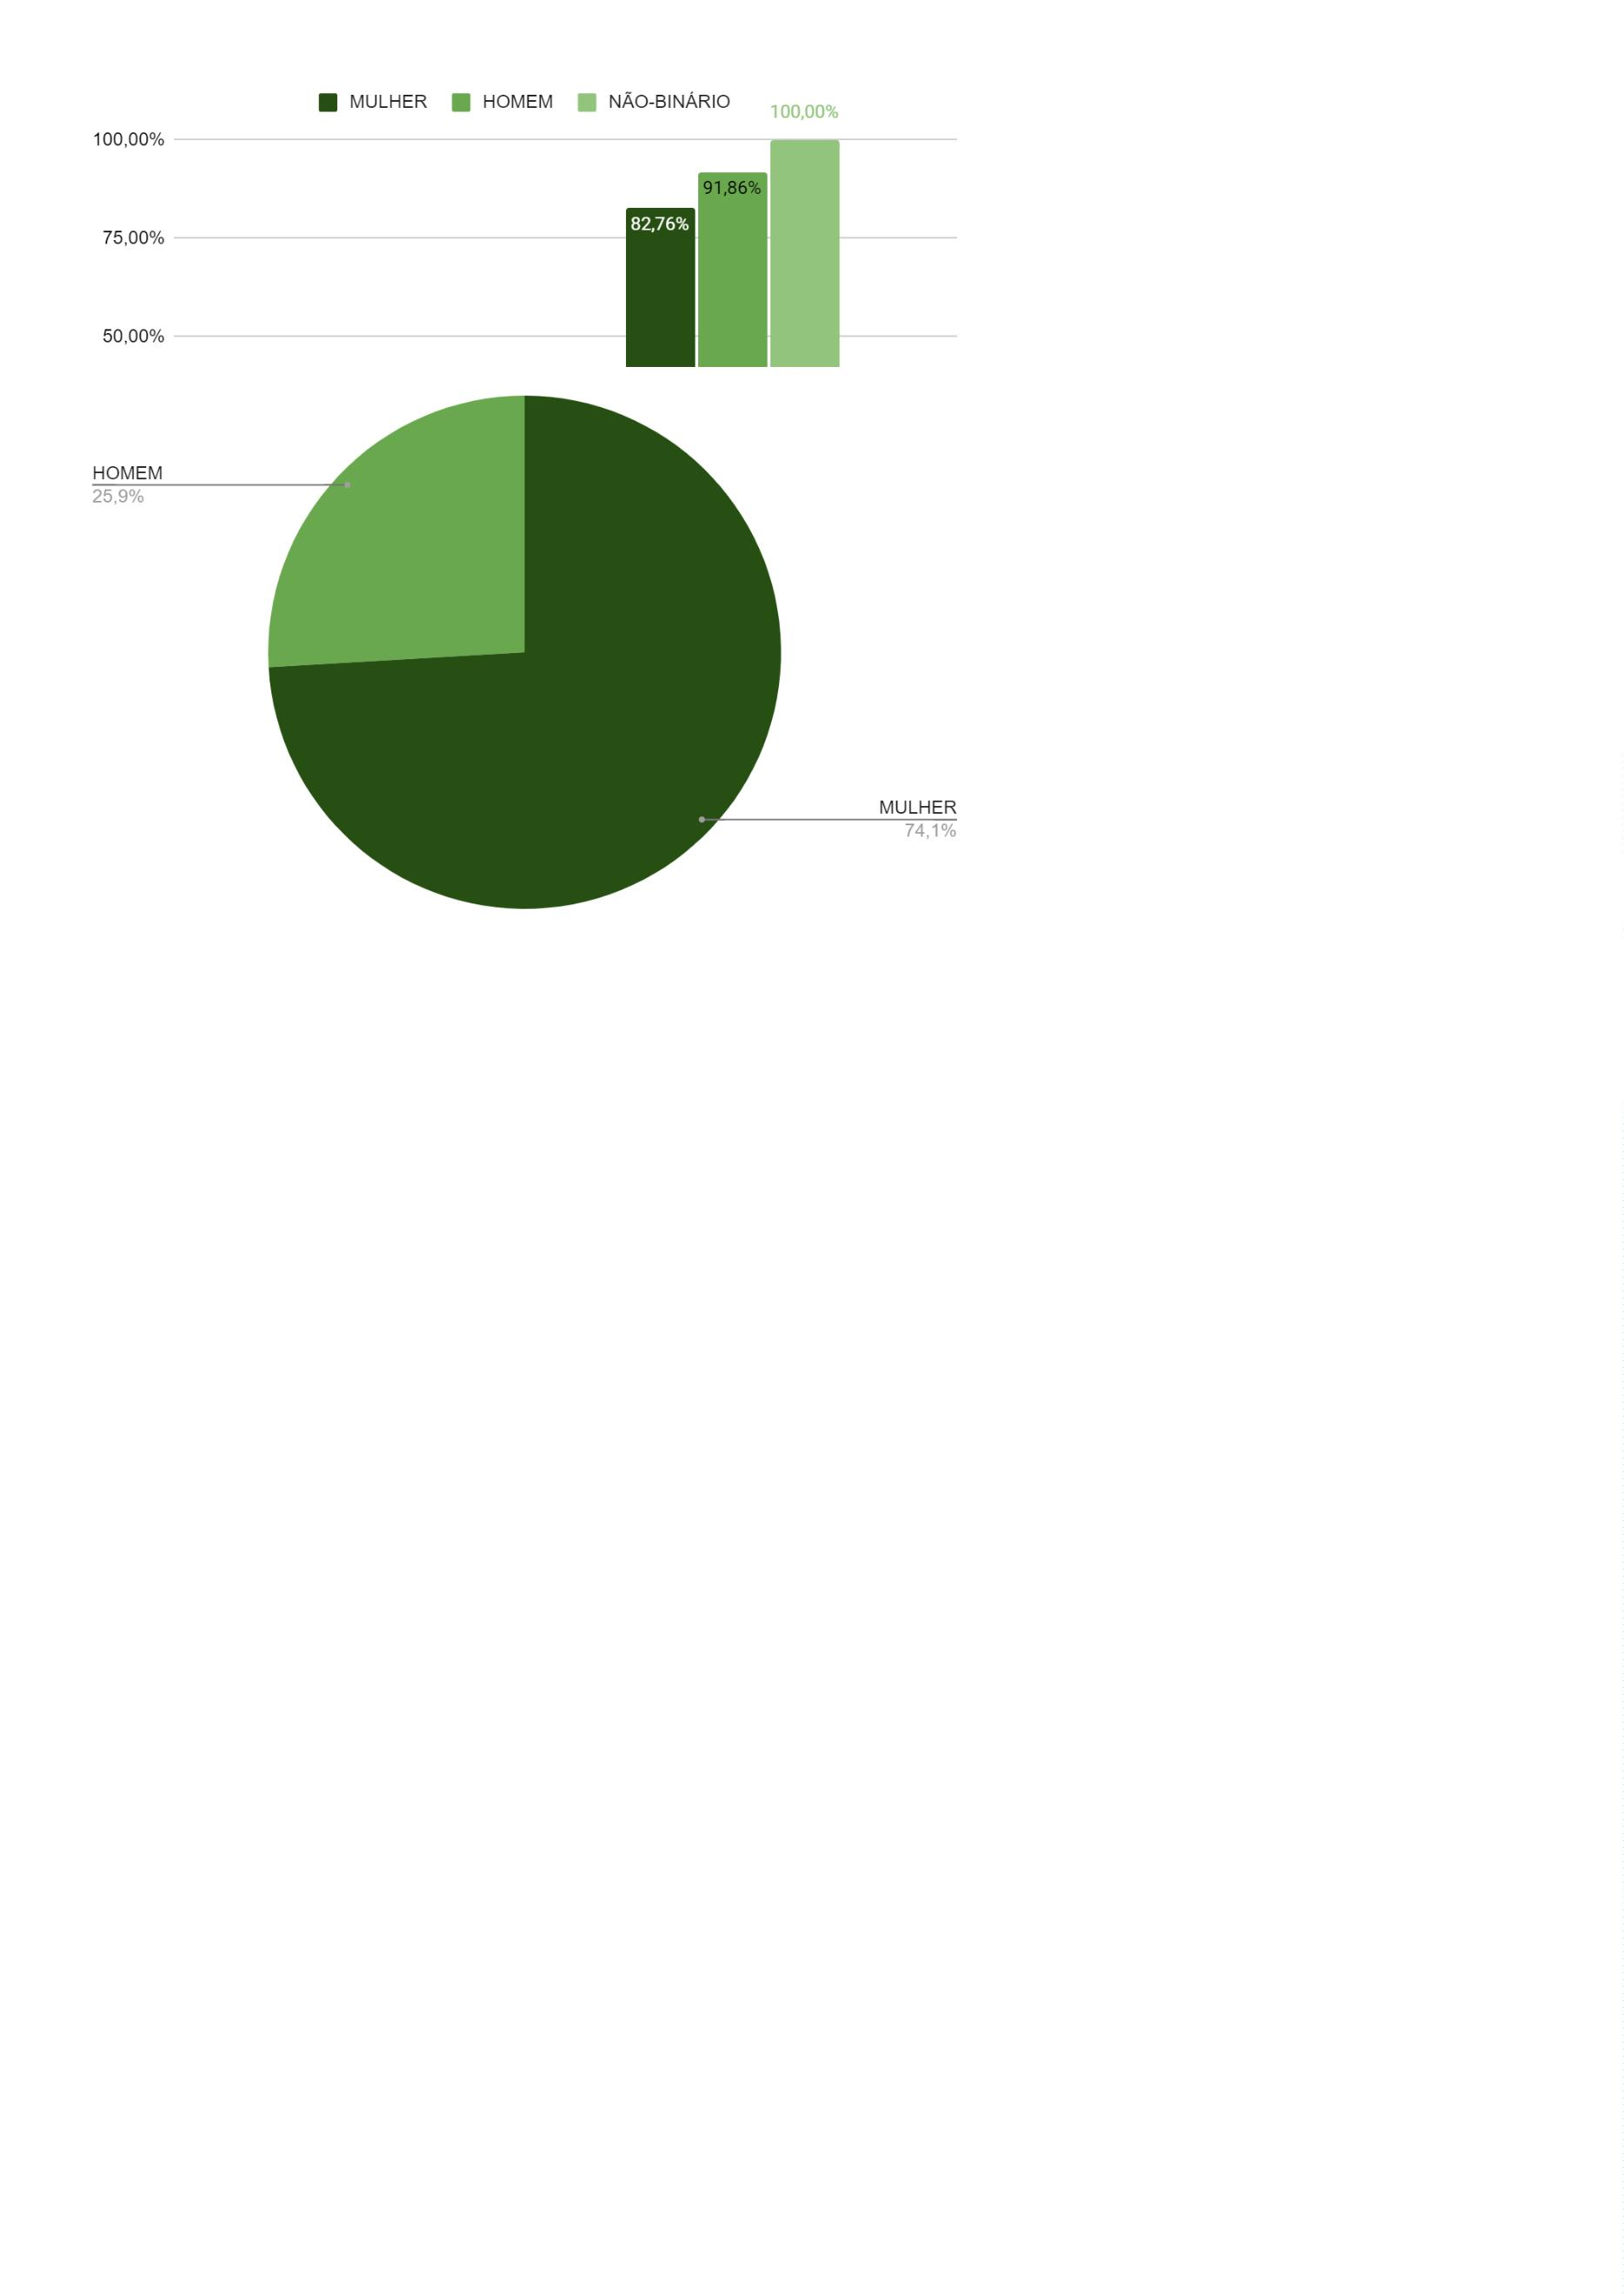 MULHER HOMEM NÃO-BINÁRIO
100,00%
100,00%
91,86%
82,76%
75,00%
50,00%
HOMEM
25,9%
MULHER
74,1%